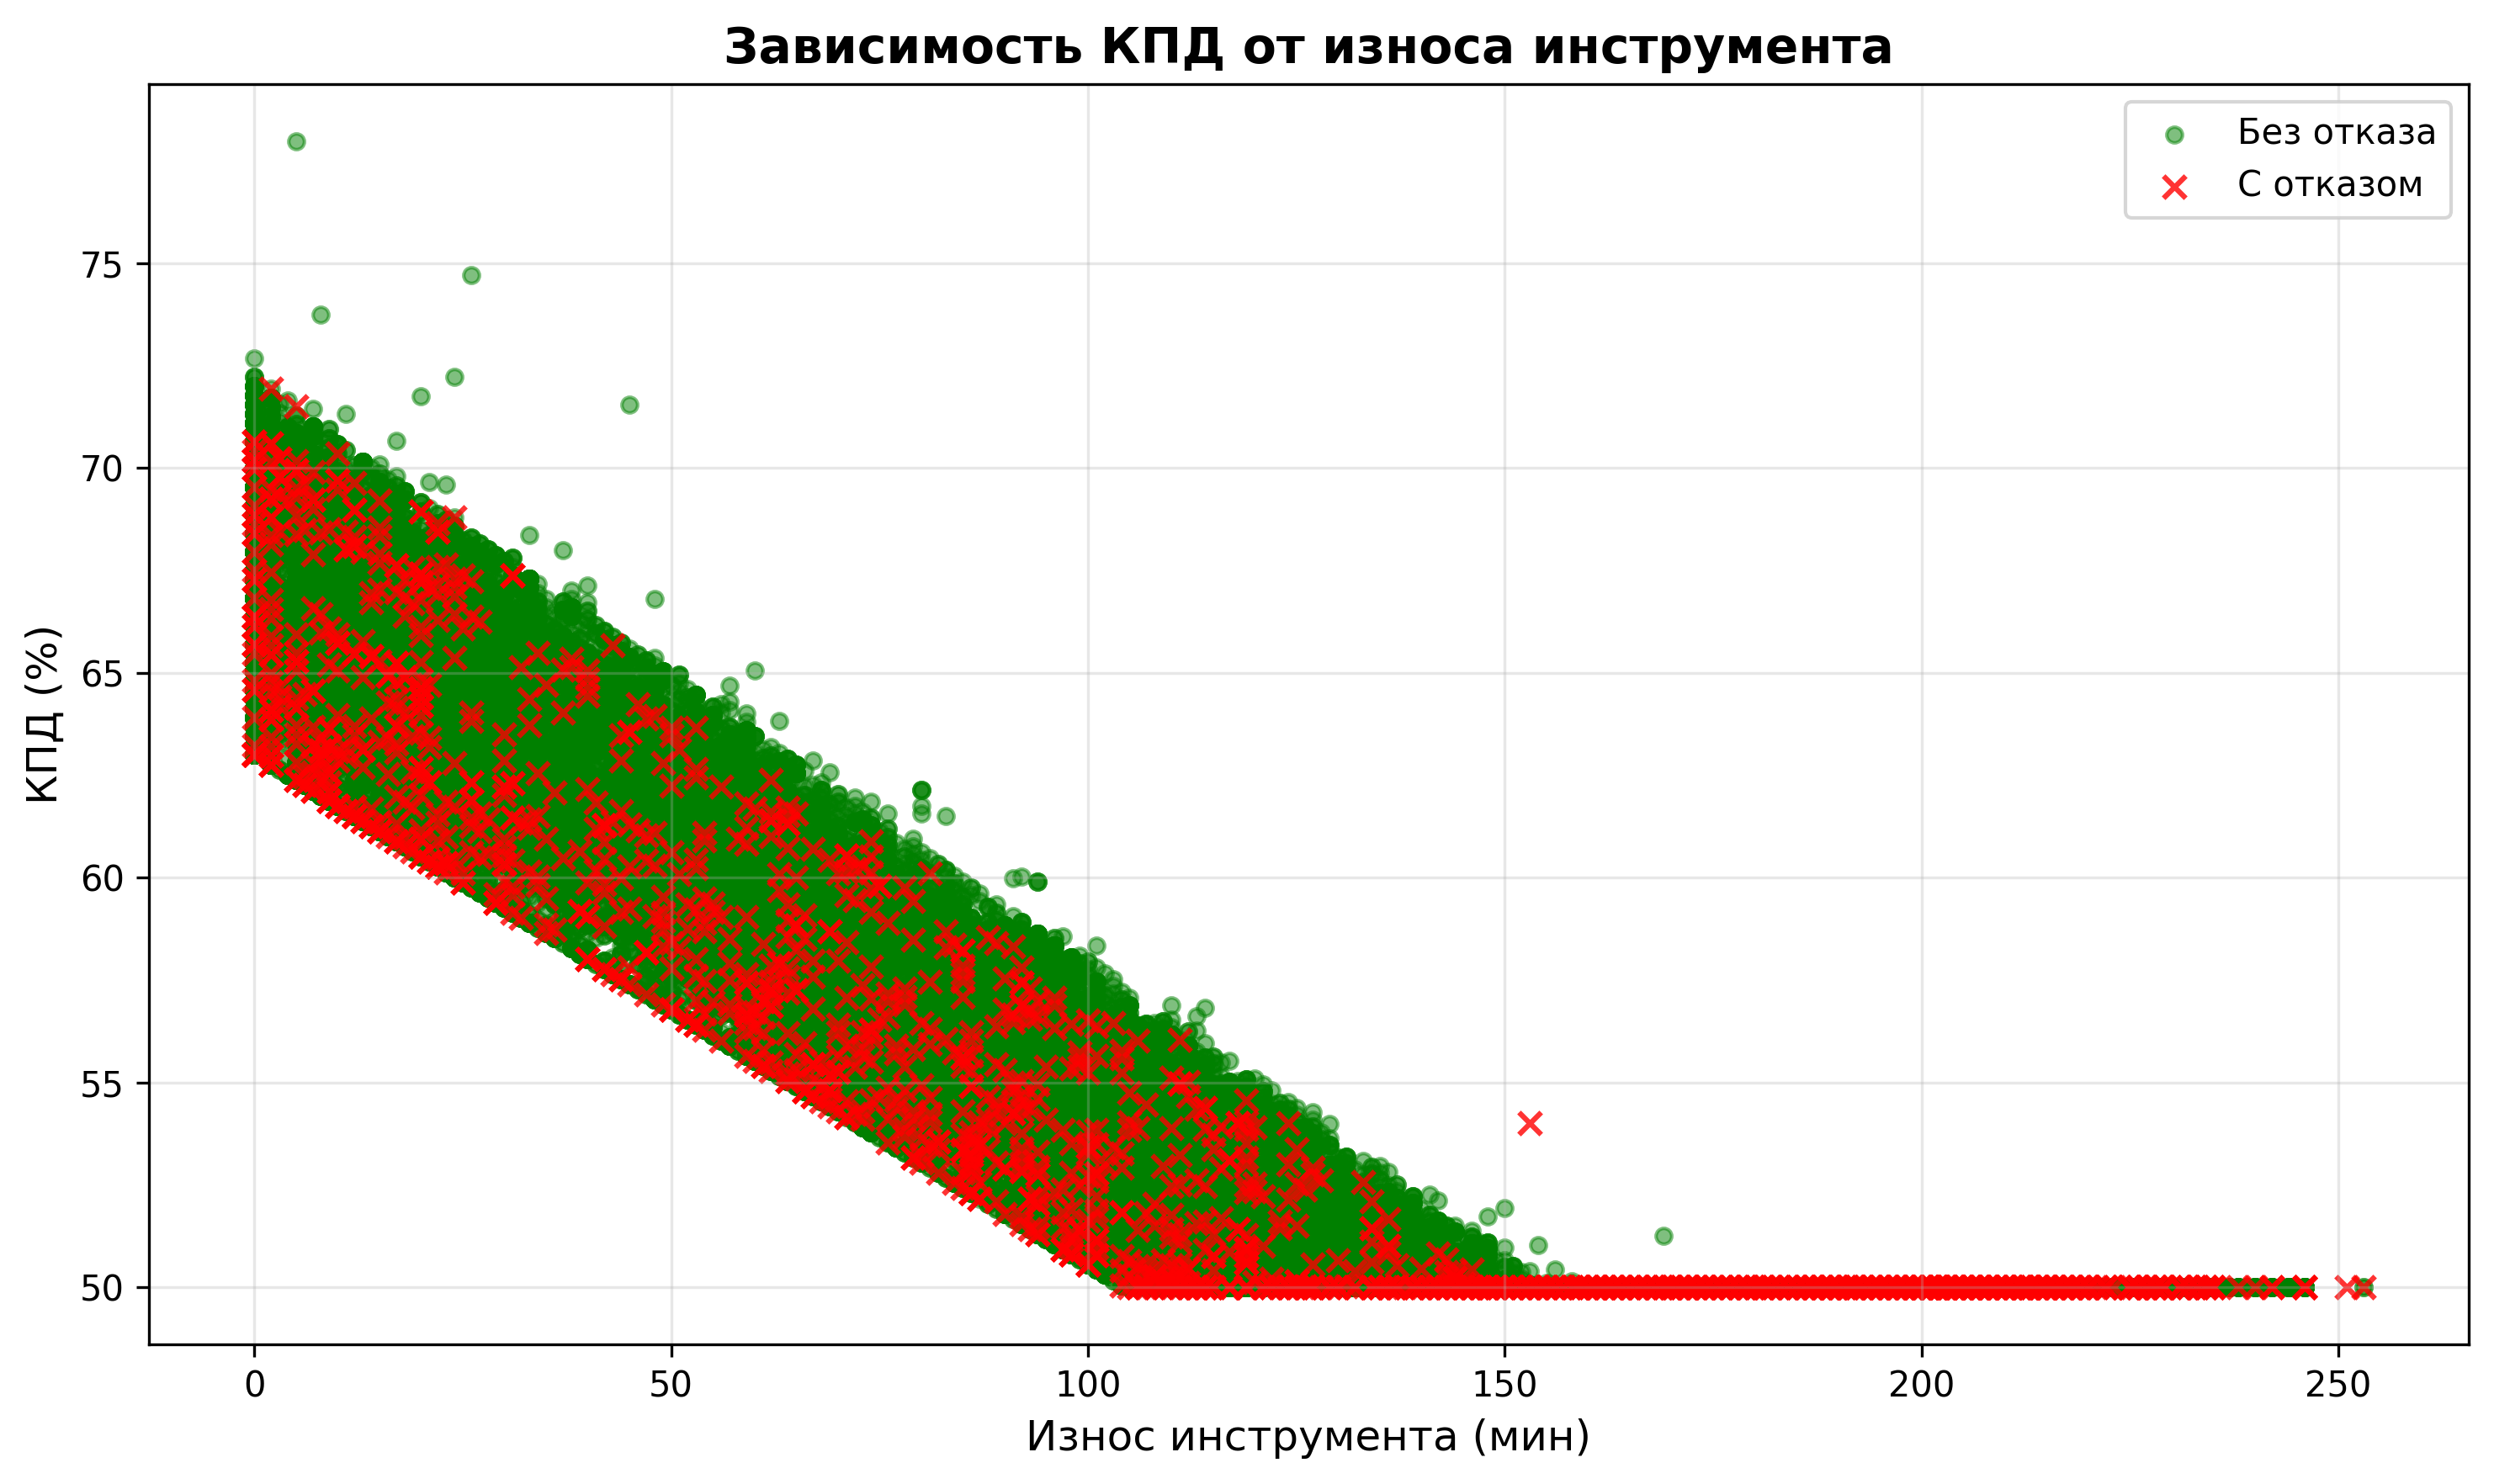 Зависимость КПД от износа инструмента
Без отказа
С отказом
КПД (%)
75
70
65
60
55
50
0
50
100
150
200
250
Износ инструмента (мин)